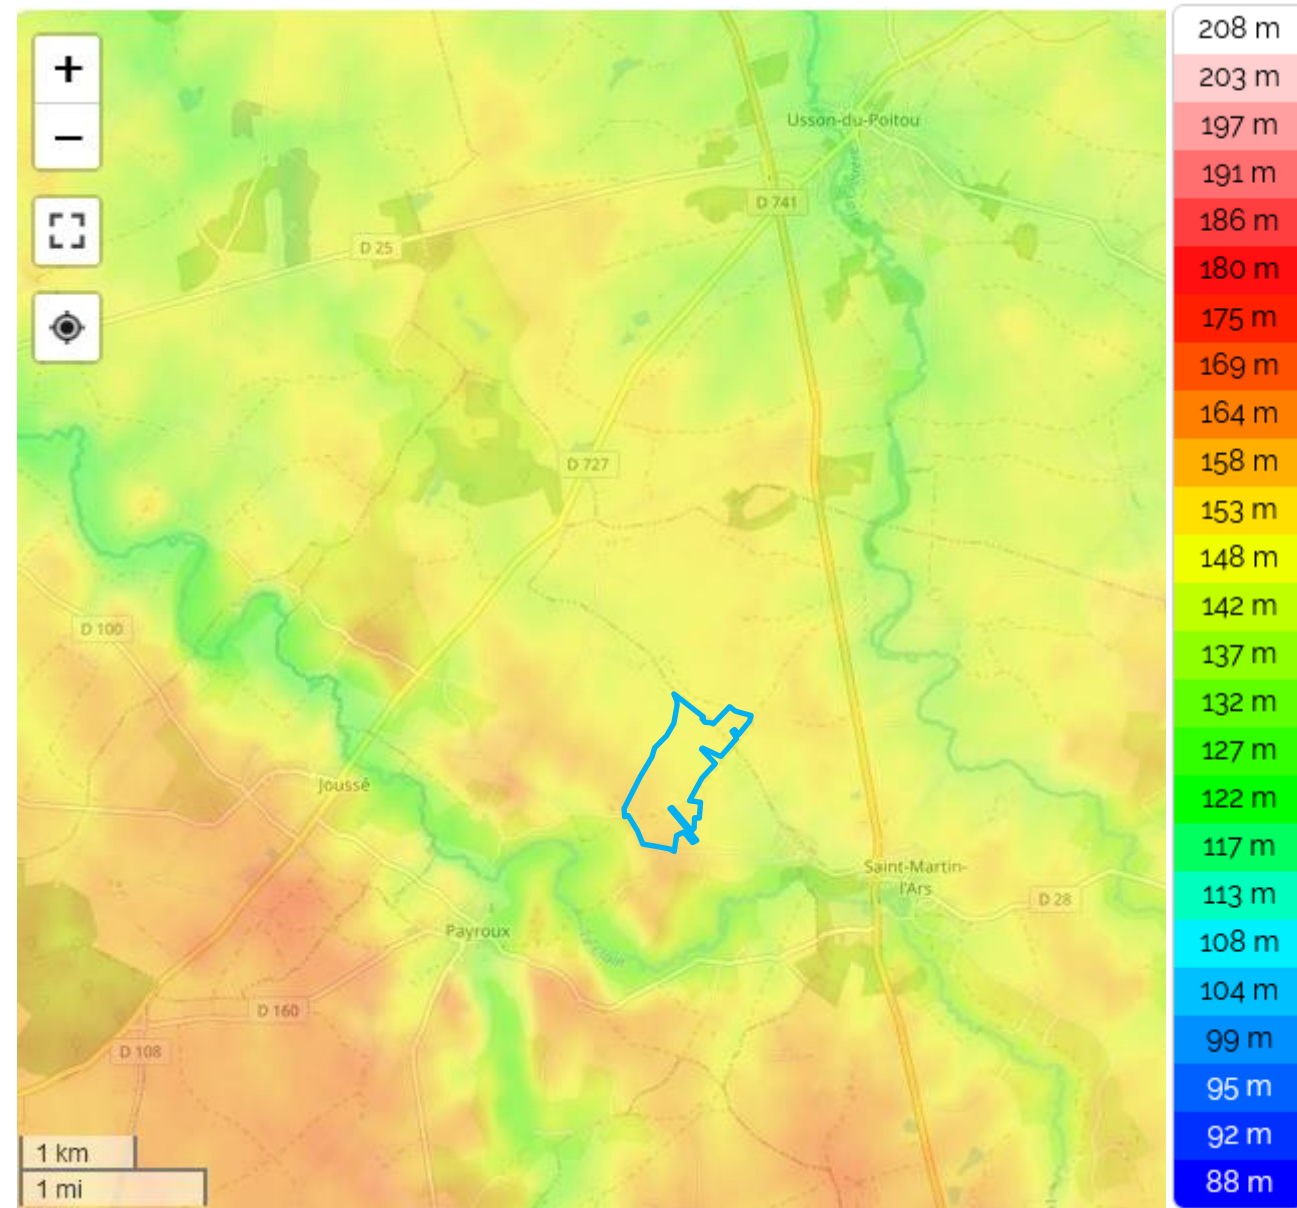 +
−
Usson-du-Poitou
D 741
D 25
D 727
D 100
Joussé
Saint-Martin-
l'Ars
D 28
Payroux
D 160
D 108
1 km
1 mi
208 m
203 m
197 m
191 m
186 m
180 m
175 m
169 m
164 m
158 m
153 m
148 m
142 m
137 m
132 m
127 m
122 m
117 m
113 m
108 m
104 m
99 m
95 m
92 m
88 m